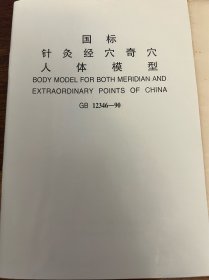 国标
针灸经穴奇穴
人体模型
BODY MODEL FOR BOTH MERIDIAN AND
EXTRAORDINARY POINTS OF CHINA
GB 12346—90